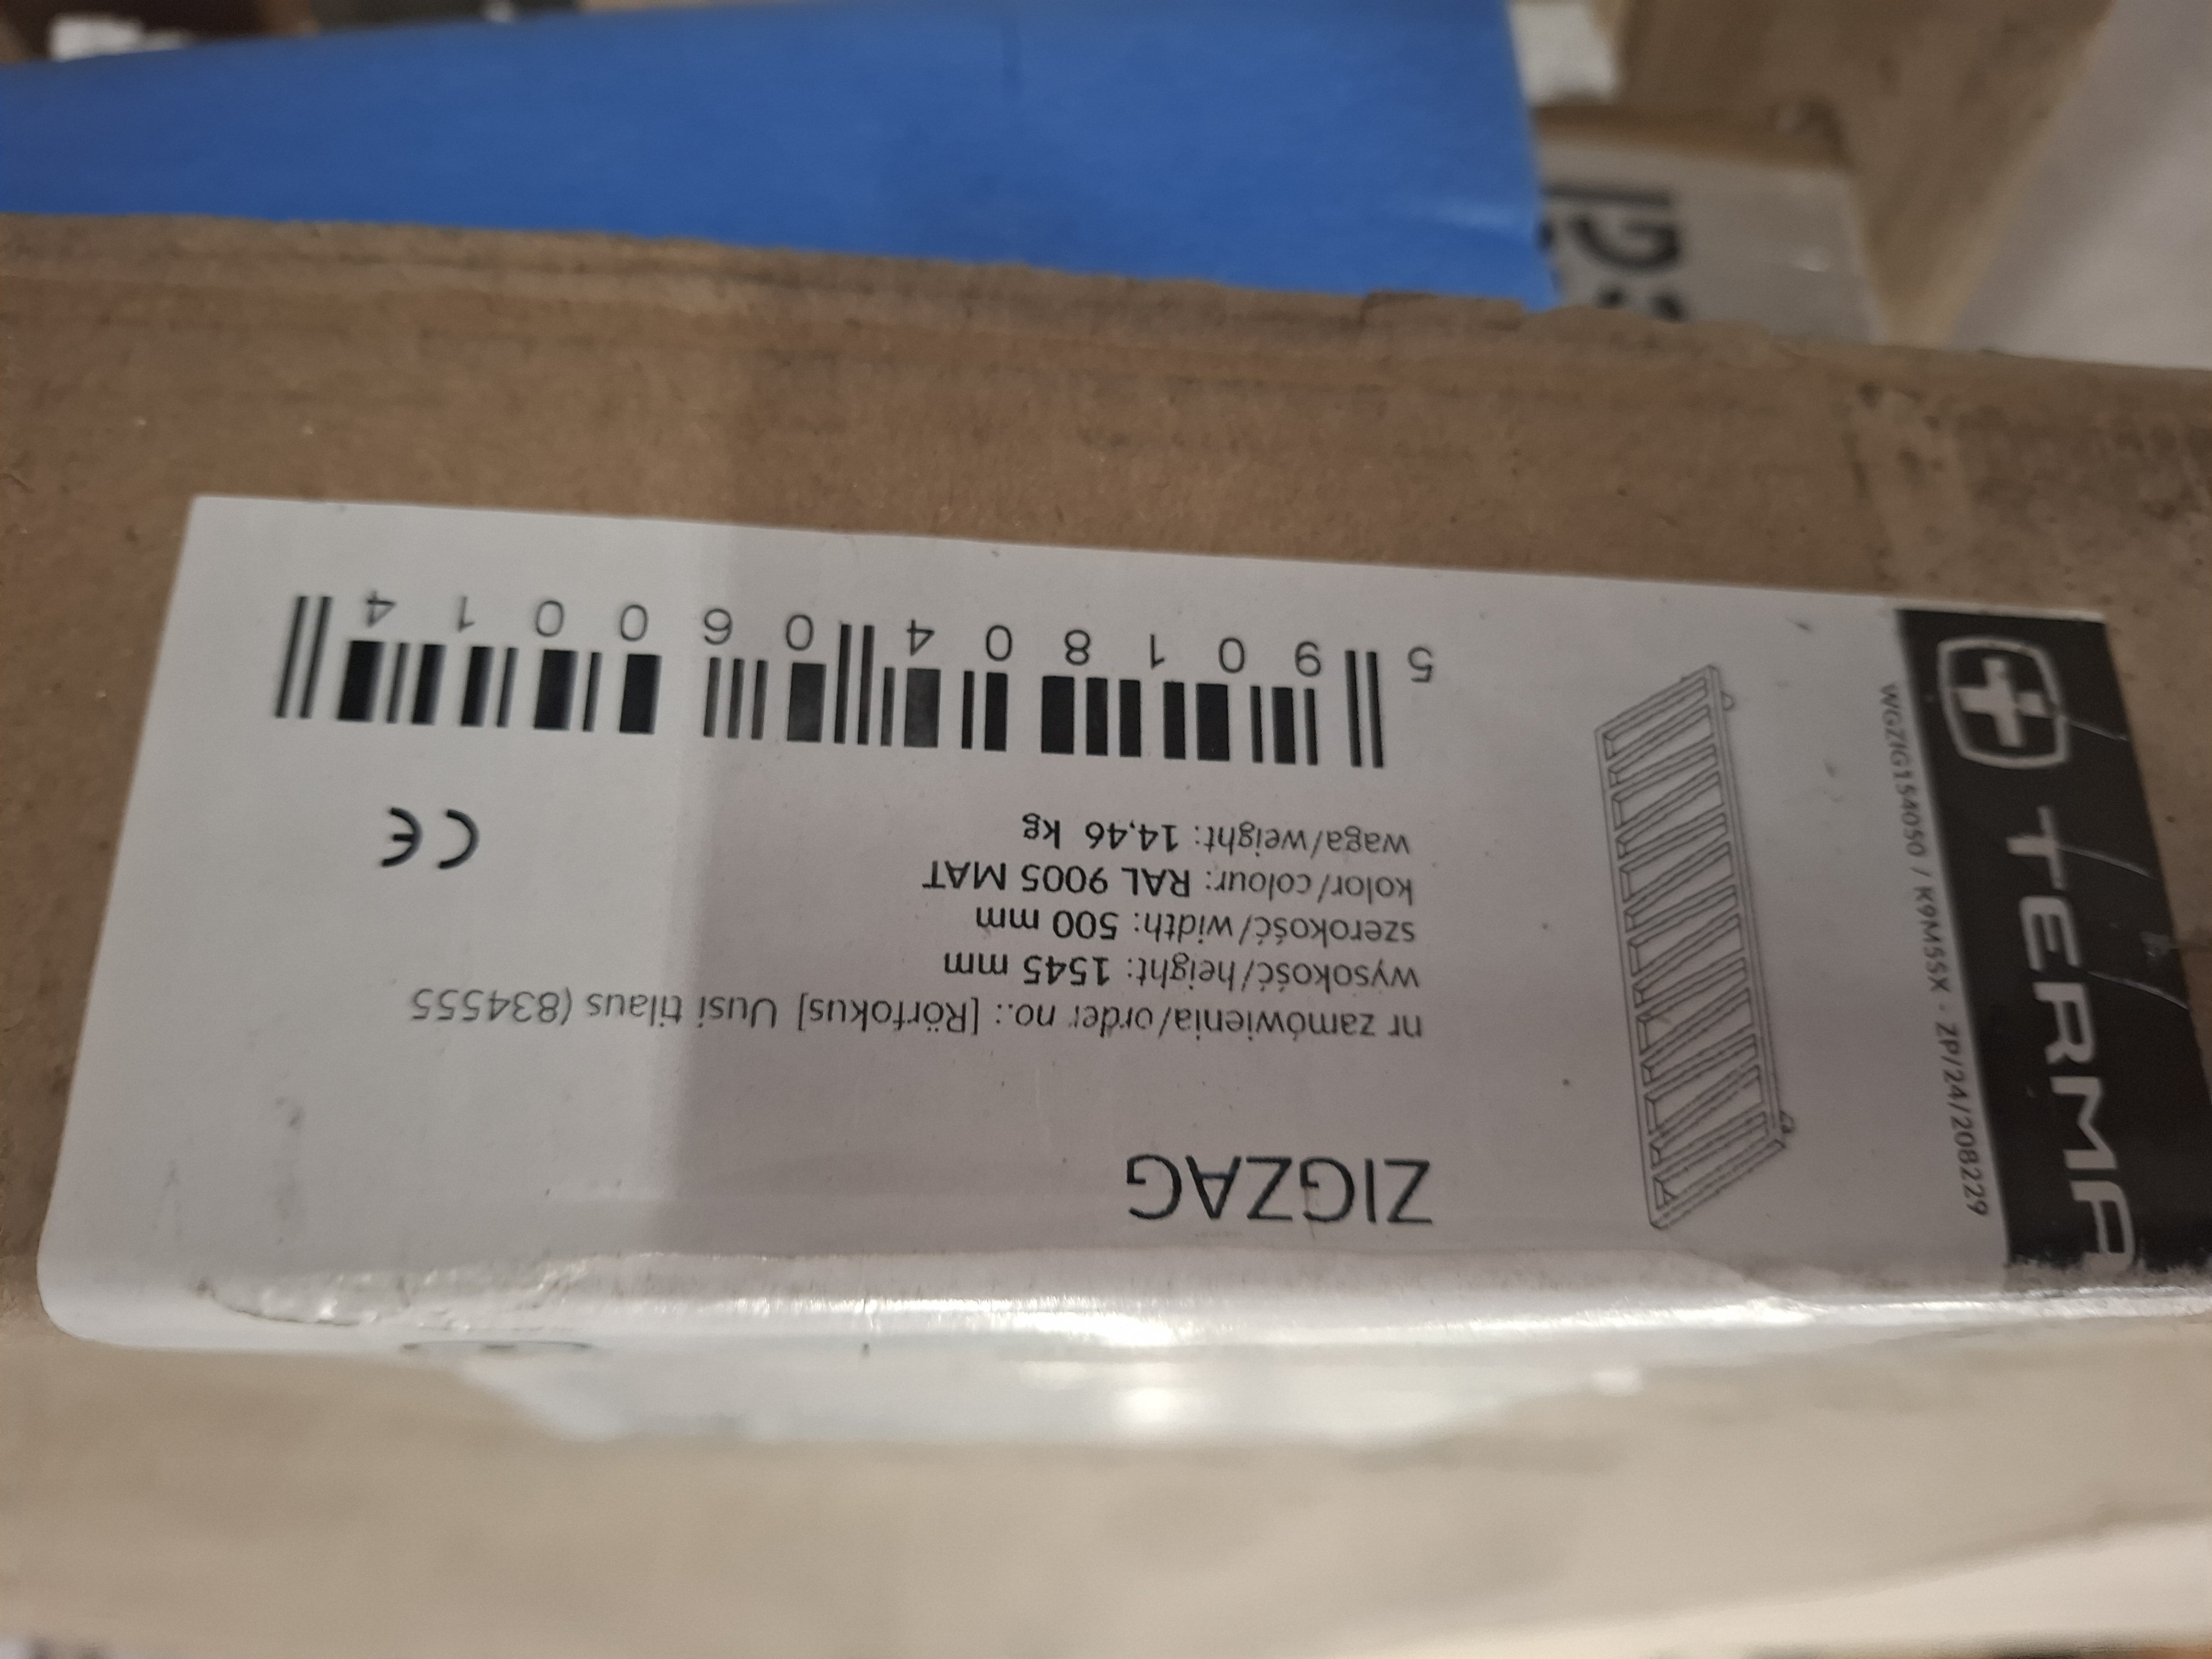 TERMA
WGZIG154050 / K9M5SX - ZP/24/208229
ZIGZAG
nr zamówienia/order no.: [Rörfokus] Uusi tilaus (834555
wysokość/height: 1545 mm
szerokość/width: 500 mm
kolor/colour: RAL 9005 MAT
waga/weight: 14,46 kg
CE
5 901804 060014